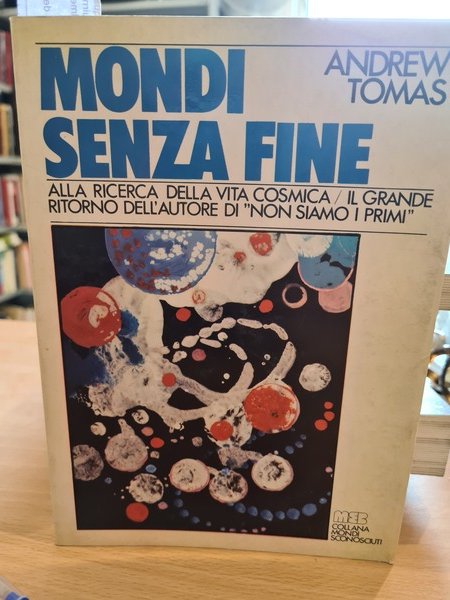 MONDI
SENZA FINE
ANDREW
TOMAS
ALLA RICERCA DELLA VITA COSMICA / IL GRANDE
RITORNO DELL'AUTORE DI "NON SIAMO I PRIMI"
MEB
COLLANA
MONDI
SCONOSCIUTI